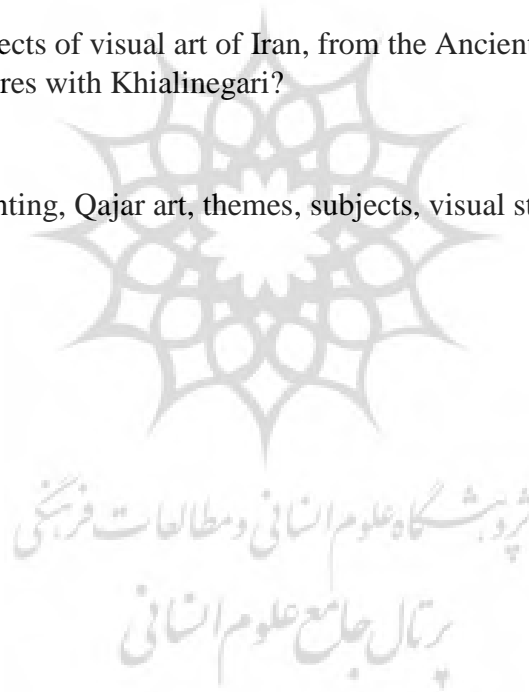 ects of visual art of Iran, from the Ancient
res with Khialinegari?
nting, Qajar art, themes, subjects, visual st
پژوهشگاه علوم انسانی و مطالعات فرهنگی
پرتال جامع علوم انسانی